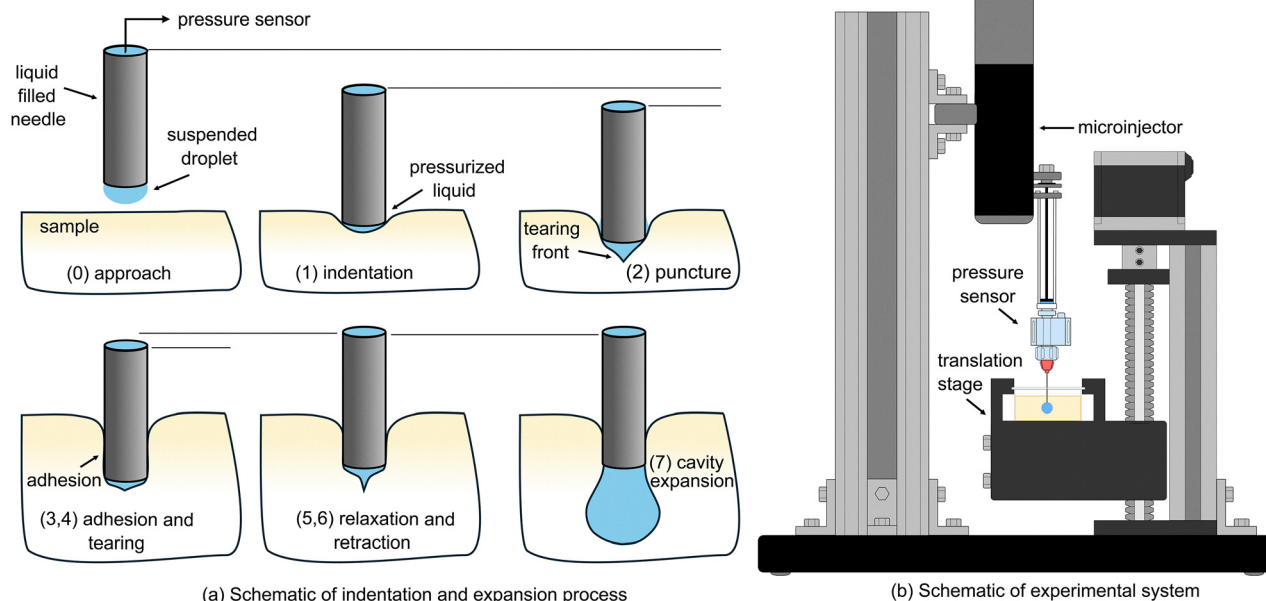 pressure sensor
liquid
filled
needle
suspended
droplet
sample
(0) approach
pressurized
liquid
(1) indentation
tearing
front
(2) puncture
adhesion
(3,4) adhesion and
tearing
(5,6) relaxation and
retraction
(7) cavity
expansion
(a) Schematic of indentation and expansion process
microinjector
pressure
sensor
translation
stage
(b) Schematic of experimental system